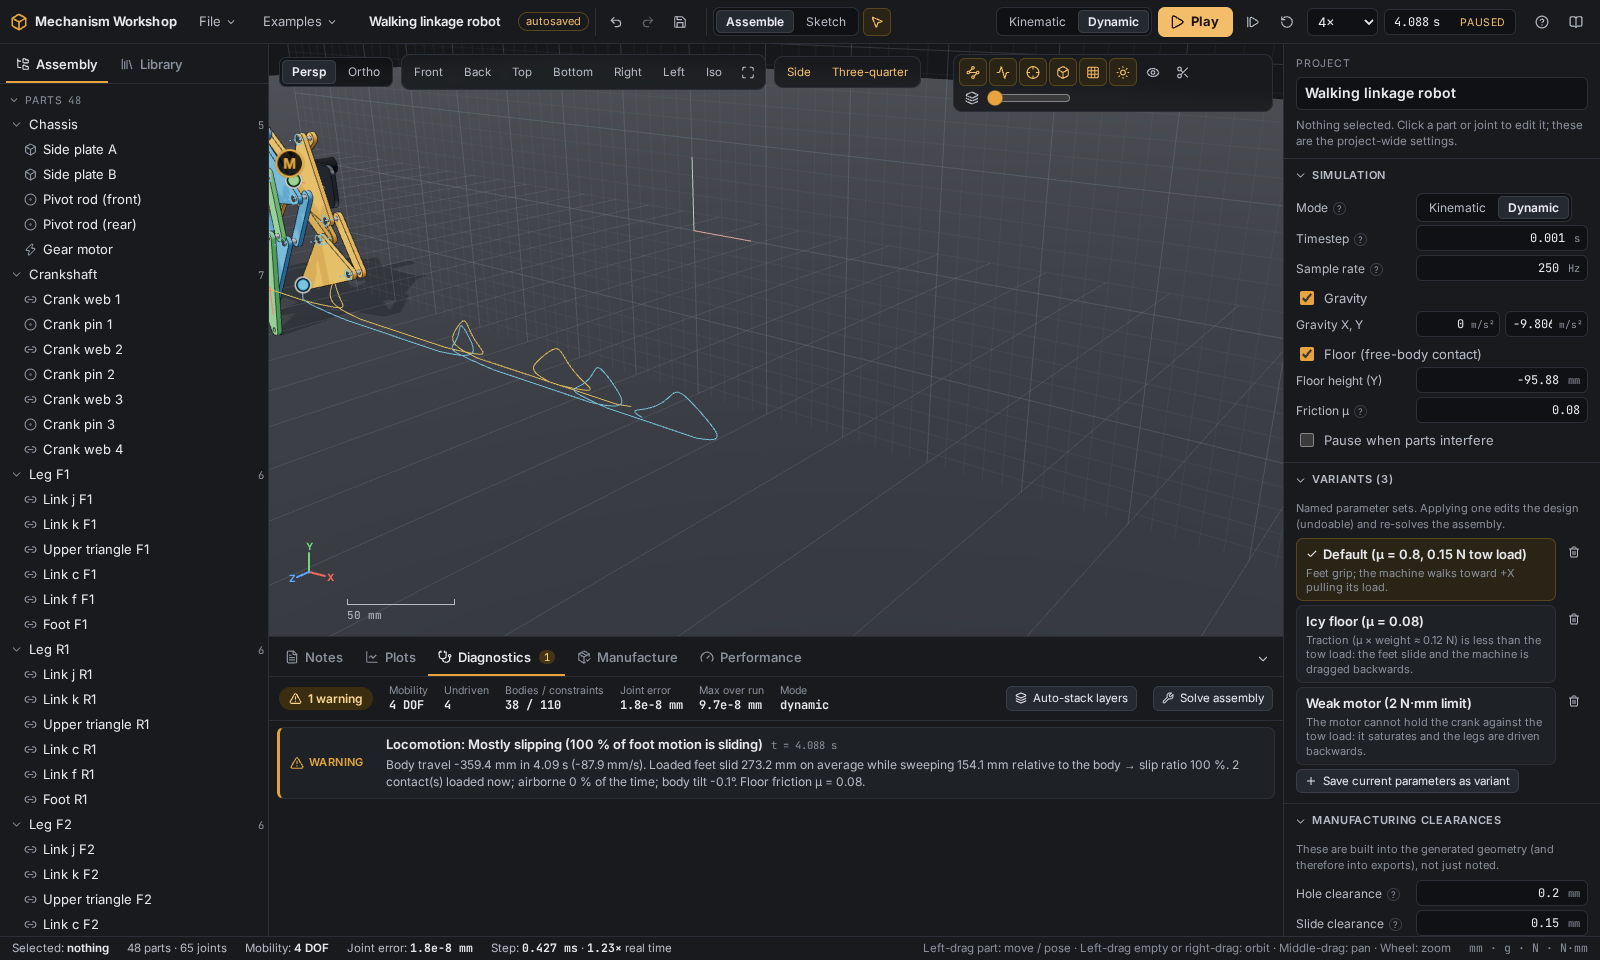 Mechanism Workshop
File
Examples
Walking linkage robot
autosaved
Assemble
Sketch
Kinematic
Dynamic
Play
4×
4.088 s PAUSED
Assembly
Library
PARTS 48
Chassis 5
Side plate A
Side plate B
Pivot rod (front)
Pivot rod (rear)
Gear motor
Crankshaft 7
Crank web 1
Crank pin 1
Crank web 2
Crank pin 2
Crank web 3
Crank pin 3
Crank web 4
Leg F1 6
Link j F1
Link k F1
Upper triangle F1
Link c F1
Link f F1
Foot F1
Leg R1 6
Link j R1
Link k R1
Upper triangle R1
Link c R1
Link f R1
Foot R1
Leg F2 6
Link j F2
Link k F2
Upper triangle F2
Link c F2
Persp
Ortho
Front
Back
Top
Bottom
Right
Left
Iso
Side
Three-quarter
M
Y
Z
X
50 mm
Notes
Plots
Diagnostics 1
Manufacture
Performance
1 warning
Mobility
4 DOF
Undriven
4
Bodies / constraints
38 / 110
Joint error
1.8e-8 mm
Max over run
9.7e-8 mm
Mode
dynamic
Auto-stack layers
Solve assembly
WARNING
Locomotion: Mostly slipping (100 % of foot motion is sliding) t = 4.088 s
Body travel -359.4 mm in 4.09 s (-87.9 mm/s). Loaded feet slid 273.2 mm on average while sweeping 154.1 mm relative to the body → slip ratio 100 %. 2
contact(s) loaded now; airborne 0 % of the time; body tilt -0.1°. Floor friction μ = 0.08.
PROJECT
Walking linkage robot
Nothing selected. Click a part or joint to edit it; these
are the project-wide settings.
SIMULATION
Mode ?
Kinematic
Dynamic
Timestep ? 0.001 s
Sample rate ? 250 Hz
Gravity
Gravity X, Y 0 m/s² -9.806 m/s²
Floor (free-body contact)
Floor height (Y) -95.88 mm
Friction μ ? 0.08
Pause when parts interfere
VARIANTS (3)
Named parameter sets. Applying one edits the design
(undoable) and re-solves the assembly.
Default (μ = 0.8, 0.15 N tow load)
Feet grip; the machine walks toward +X
pulling its load.
Icy floor (μ = 0.08)
Traction (μ × weight ≈ 0.12 N) is less than the
tow load: the feet slide and the machine is
dragged backwards.
Weak motor (2 N·mm limit)
The motor cannot hold the crank against the
tow load: it saturates and the legs are driven
backwards.
Save current parameters as variant
MANUFACTURING CLEARANCES
These are built into the generated geometry (and
therefore into exports), not just noted.
Hole clearance ? 0.2 mm
Slide clearance ? 0.15 mm
Selected: nothing
48 parts · 65 joints
Mobility: 4 DOF
Joint error: 1.8e-8 mm
Step: 0.427 ms · 1.23× real time
Left-drag part: move / pose · Left-drag empty or right-drag: orbit · Middle-drag: pan · Wheel: zoom
mm · g · N · N·mm